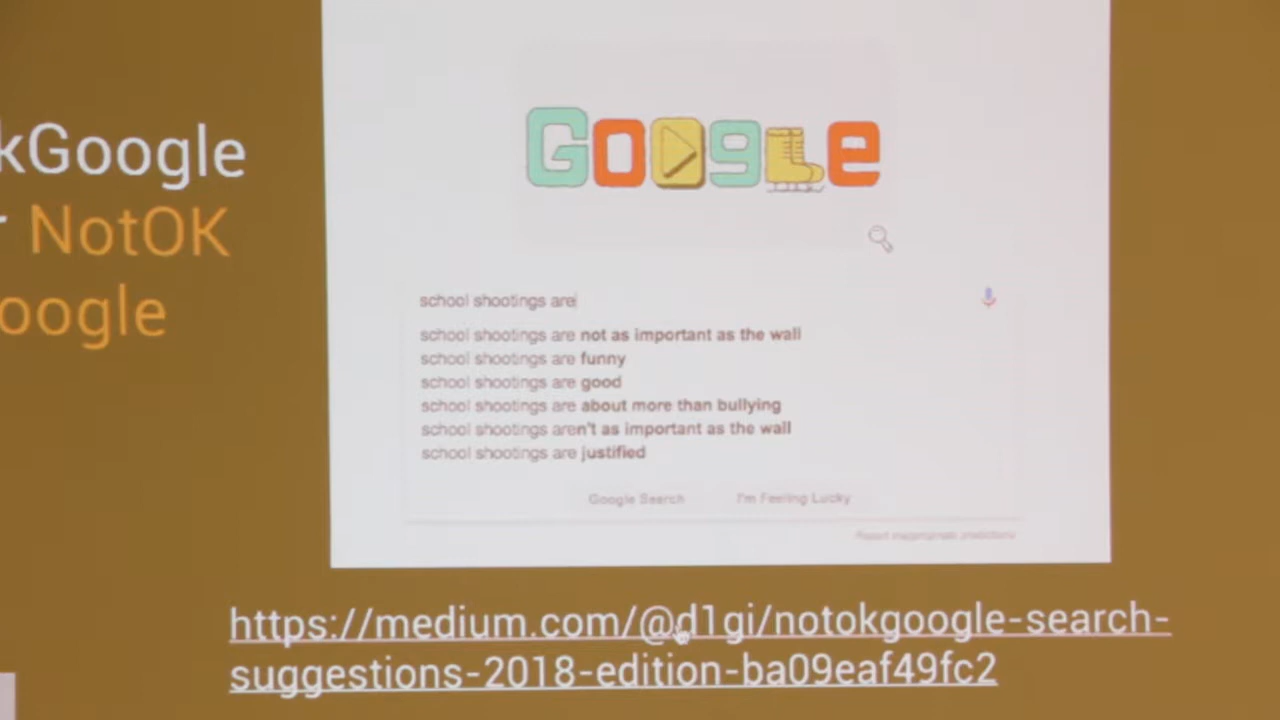 kGoogle
NotOK
oogle
Google
school shootings are
school shootings are not as important as the wall
school shootings are funny
school shootings are good
school shootings are about more than bullying
school shootings aren't as important as the wall
school shootings are justified
Google Search I'm Feeling Lucky
Report inappropriate predictions
https://medium.com/@d1gi/notokgoogle-search-
suggestions-2018-edition-ba09eaf49fc2